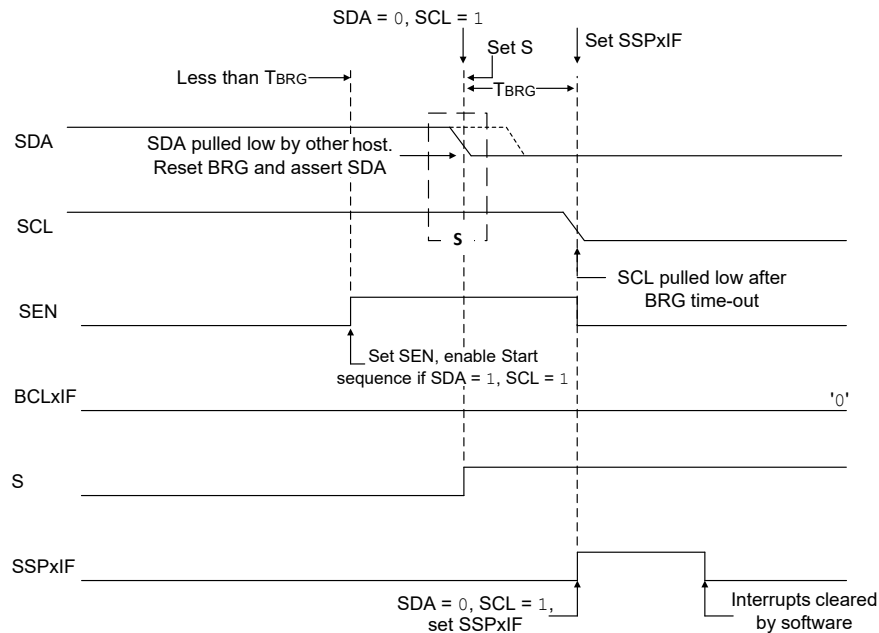 SDA = 0, SCL = 1
Set S
Set SSPxIF
Less than TBRG
TBRG
SDA
SDA pulled low by other host.
Reset BRG and assert SDA
SCL
S
SCL pulled low after
BRG time-out
SEN
Set SEN, enable Start
sequence if SDA = 1, SCL = 1
BCLxIF
'0'
S
SSPxIF
SDA = 0, SCL = 1,
set SSPxIF
Interrupts cleared
by software